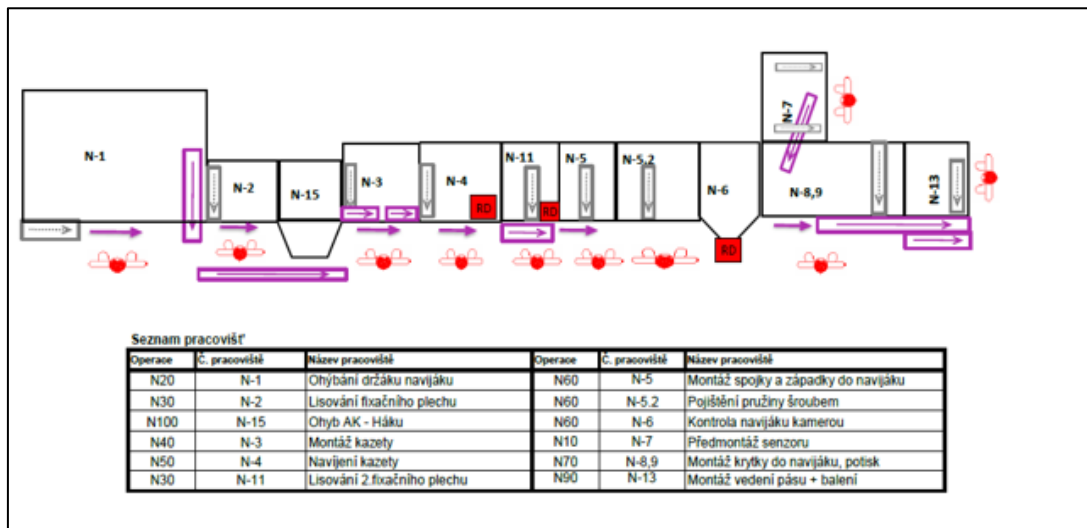 N-1
N-2
N-15
N-3
N-4
RD
N-11
RD
N-5
N-5,2
N-6
RD
N-7
N-8,9
N-13
Seznam pracovišť
Operace Č. pracoviště Název pracoviště Operace Č. pracoviště Název pracoviště
N20 N-1 Ohýbání držáku navijáku N60 N-5 Montáž spojky a západky do navijáku
N30 N-2 Lisování fixačního plechu N60 N-5.2 Pojištění pružiny šroubem
N100 N-15 Ohyb AK - Háku N60 N-6 Kontrola navijáku kamerou
N40 N-3 Montáž kazety N10 N-7 Předmontáž senzoru
N50 N-4 Navíjení kazety N70 N-8,9 Montáž krytky do navijáku, potisk
N30 N-11 Lisování 2.fixačního plechu N90 N-13 Montáž vedení pásu + balení